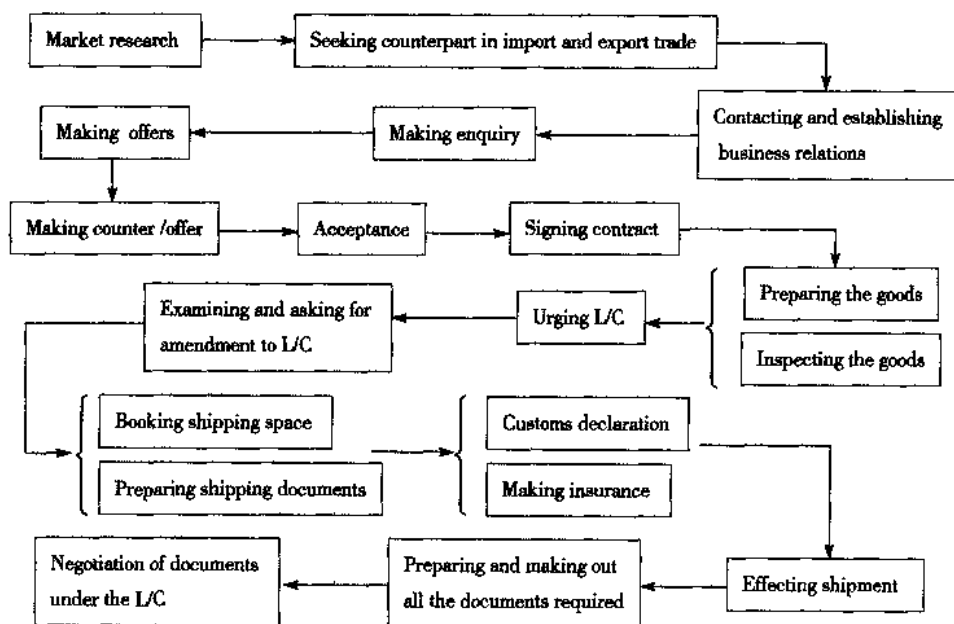 Market research
Seeking counterpart in import and export trade
Contacting and establishing
business relations
Making enquiry
Making offers
Making counter /offer
Acceptance
Signing contract
Preparing the goods
Inspecting the goods
Urging L/C
Examining and asking for
amendment to L/C
Booking shipping space
Preparing shipping documents
Customs declaration
Making insurance
Effecting shipment
Preparing and making out
all the documents required
Negotiation of documents
under the L/C